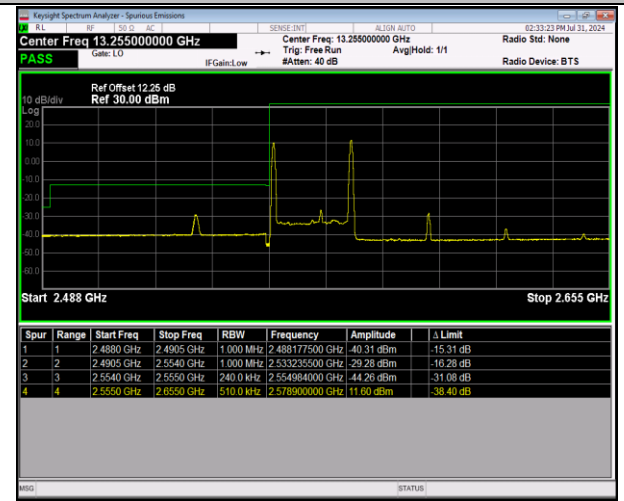 Keysight Spectrum Analyzer - Spurious Emissions
RL RF 50 Ω AC SENSE:INT ALIGN AUTO 02:33:23 PM Jul 31, 2024
Center Freq 13.255000000 GHz Center Freq: 13.255000000 GHz Radio Std: None
PASS Gate: LO IFGain:Low Trig: Free Run Avg|Hold: 1/1
#Atten: 40 dB Radio Device: BTS
Ref Offset 12.25 dB
10 dB/div Ref 30.00 dBm
Log
20.0
10.0
0.00
-10.0
-20.0
-30.0
-40.0
-50.0
-60.0
Start 2.488 GHz Stop 2.655 GHz
Spur Range Start Freq Stop Freq RBW Frequency Amplitude Δ Limit
1 1 2.4880 GHz 2.4905 GHz 1.000 MHz 2.488177500 GHz -40.31 dBm -15.31 dB
2 2 2.4905 GHz 2.5540 GHz 1.000 MHz 2.533235500 GHz -29.28 dBm -16.28 dB
3 3 2.5540 GHz 2.5550 GHz 240.0 kHz 2.554984000 GHz -44.26 dBm -31.08 dB
4 4 2.5550 GHz 2.6550 GHz 510.0 kHz 2.578900000 GHz 11.60 dBm -38.40 dB
MSG STATUS